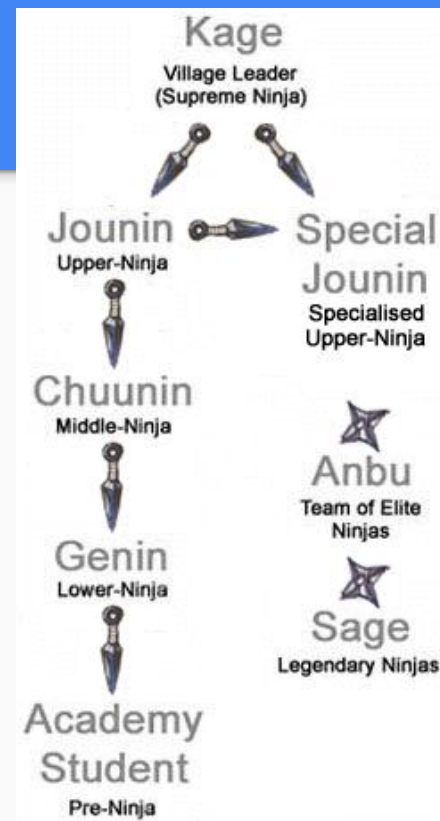 Kage
Village Leader
(Supreme Ninja)
Jounin
Upper-Ninja
Special
Jounin
Specialised
Upper-Ninja
Chuunin
Middle-Ninja
Anbu
Team of Elite
Ninjas
Genin
Lower-Ninja
Sage
Legendary Ninjas
Academy
Student
Pre-Ninja